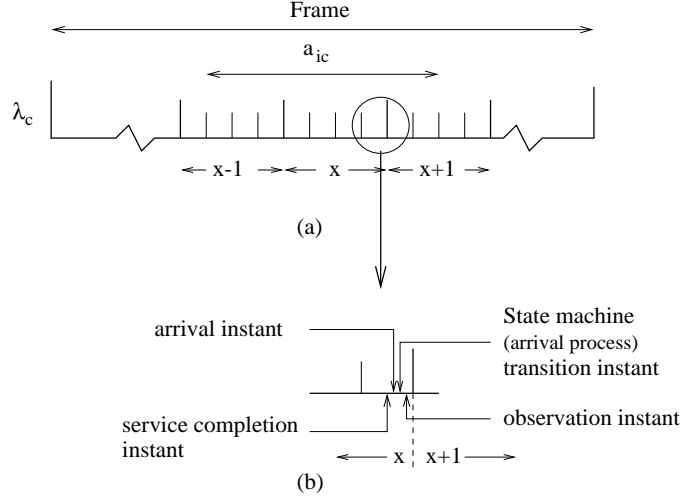 Frame
a_ic
λ_c
x-1 x x+1
(a)
arrival instant
State machine
(arrival process)
transition instant
service completion
instant
observation instant
x x+1
(b)